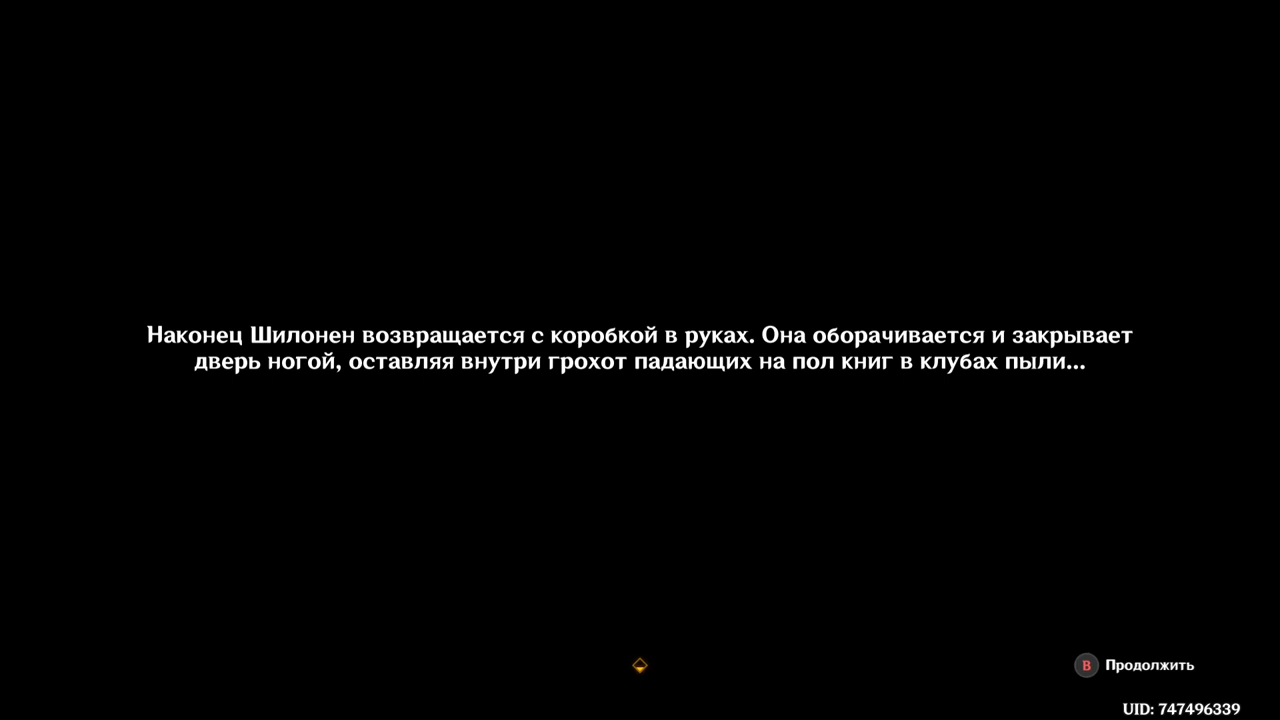 Наконец Шилонен возвращается с коробкой в руках. Она оборачивается и закрывает
дверь ногой, оставляя внутри грохот падающих на пол книг в клубах пыли...
B Продолжить
UID: 747496339